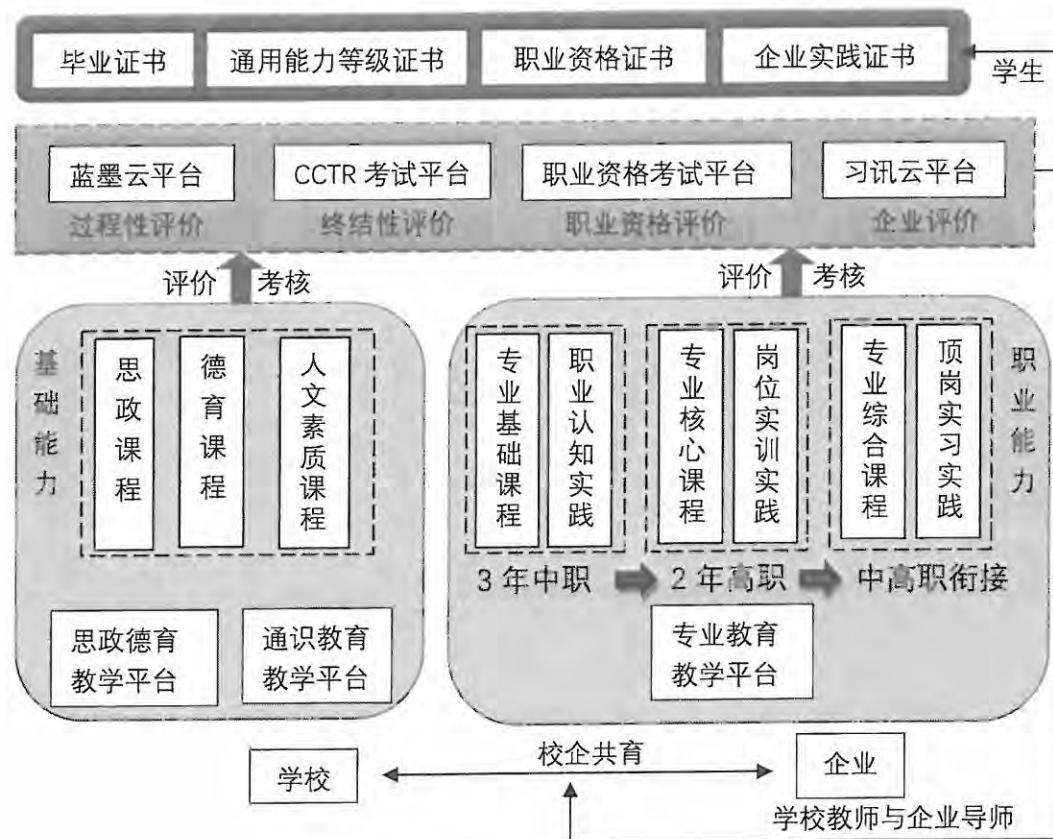 毕业证书
通用能力等级证书
职业资格证书
企业实践证书
学生
蓝墨云平台
CCTR 考试平台
职业资格考试平台
习讯云平台
过程性评价
终结性评价
职业资格评价
企业评价
评价
考核
评价
考核
基础能力
思政课程
德育课程
人文素质课程
专业基础课程
职业认知实践
专业核心课程
岗位实训实践
专业综合课程
顶岗实习实践
职业能力
3 年中职
2 年高职
中高职衔接
思政德育
教学平台
通识教育
教学平台
专业教育
教学平台
学校
校企共育
企业
学校教师与企业导师